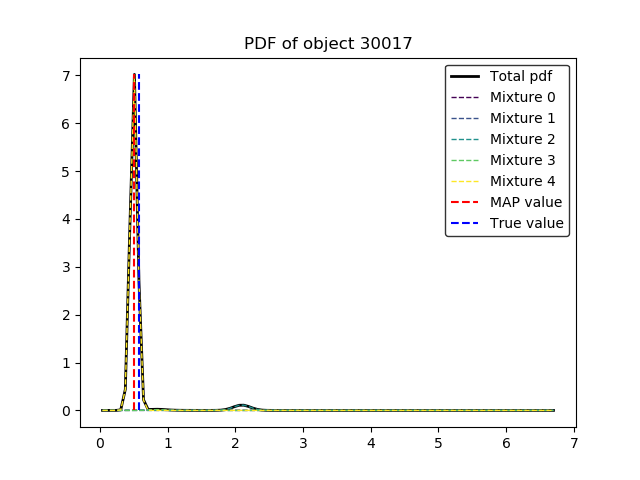 PDF of object 30017
Total pdf
Mixture 0
Mixture 1
Mixture 2
Mixture 3
Mixture 4
MAP value
True value
7
6
5
4
3
2
1
0
0 1 2 3 4 5 6 7